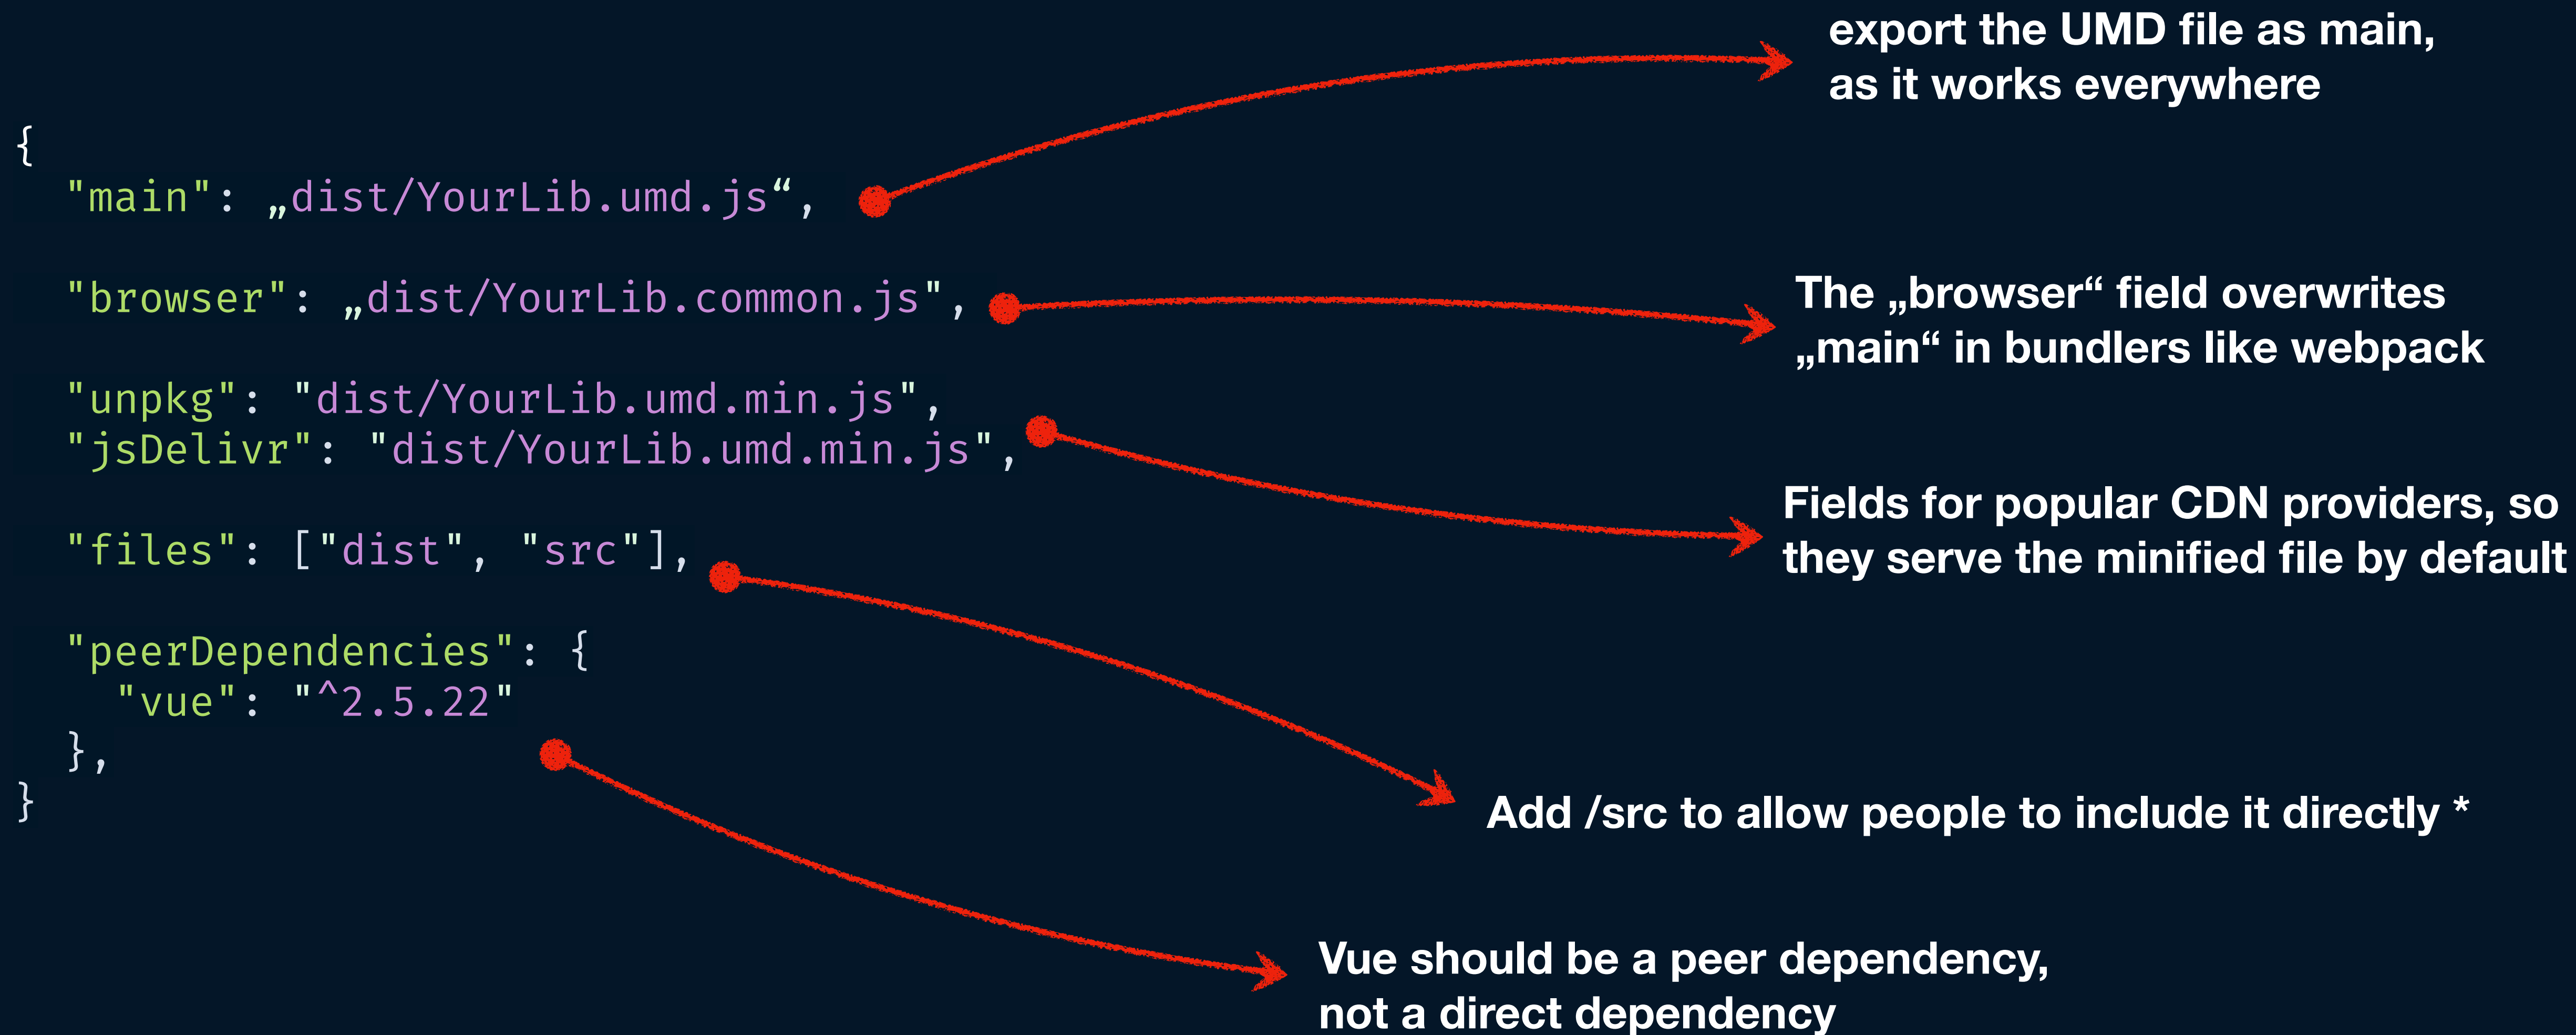 export the UMD file as main,
as it works everywhere
{
"main": „dist/YourLib.umd.js“,
"browser": „dist/YourLib.common.js",
The „browser“ field overwrites
„main“ in bundlers like webpack
"unpkg": "dist/YourLib.umd.min.js",
"jsDelivr": "dist/YourLib.umd.min.js",
Fields for popular CDN providers, so
they serve the minified file by default
"files": ["dist", "src"],
"peerDependencies": {
"vue": "^2.5.22"
},
}
Add /src to allow people to include it directly *
Vue should be a peer dependency,
not a direct dependency